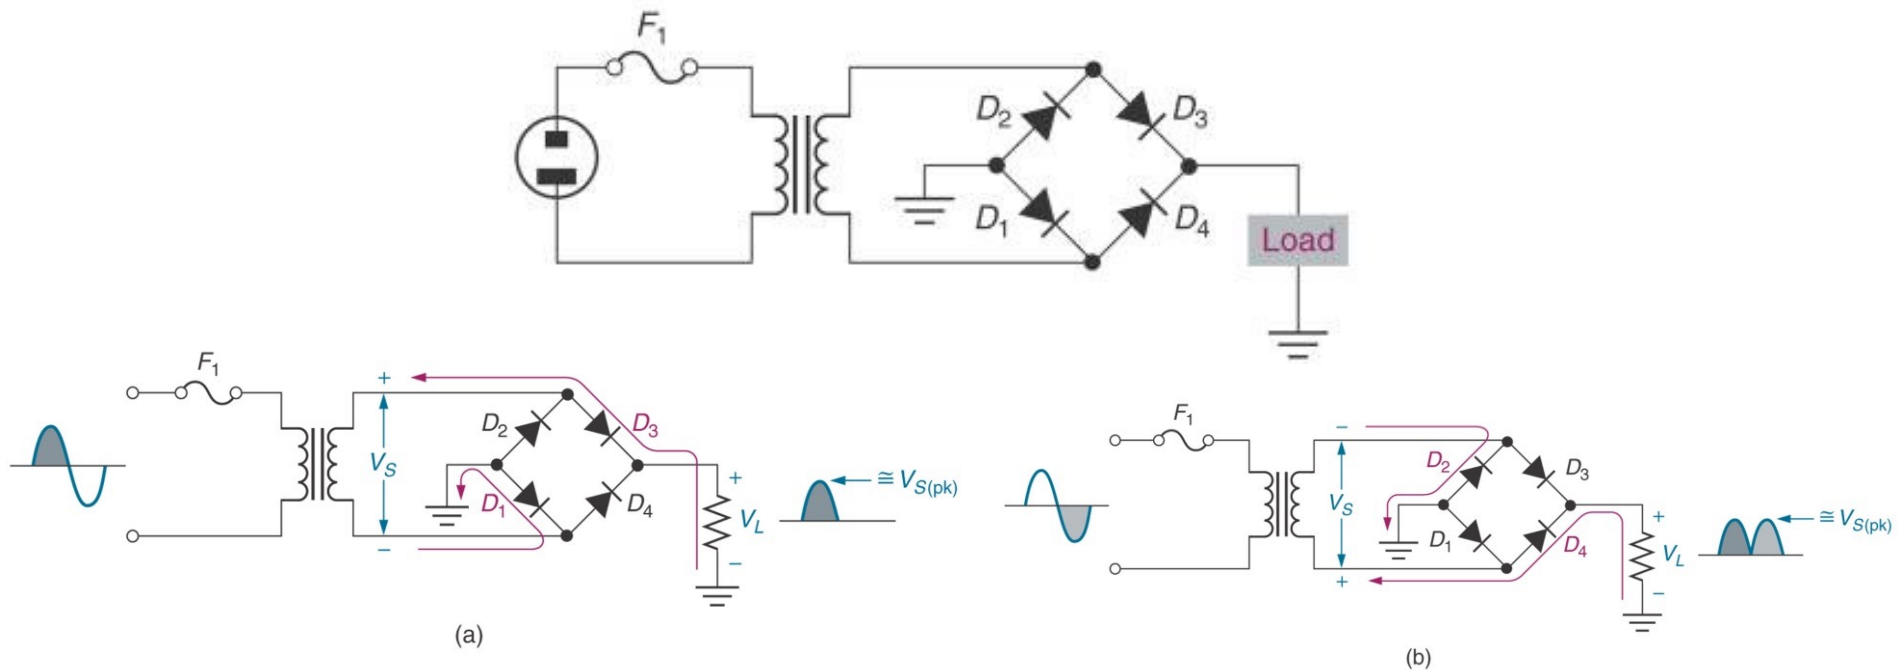 F1
D2
D3
D1
D4
Load
F1
+
D2
D3
VS
D1
D4
+
VL
−
−
≅ VS(pk)
(a)
F1
−
D2
D3
VS
D1
D4
+
+
VL
−
≅ VS(pk)
(b)